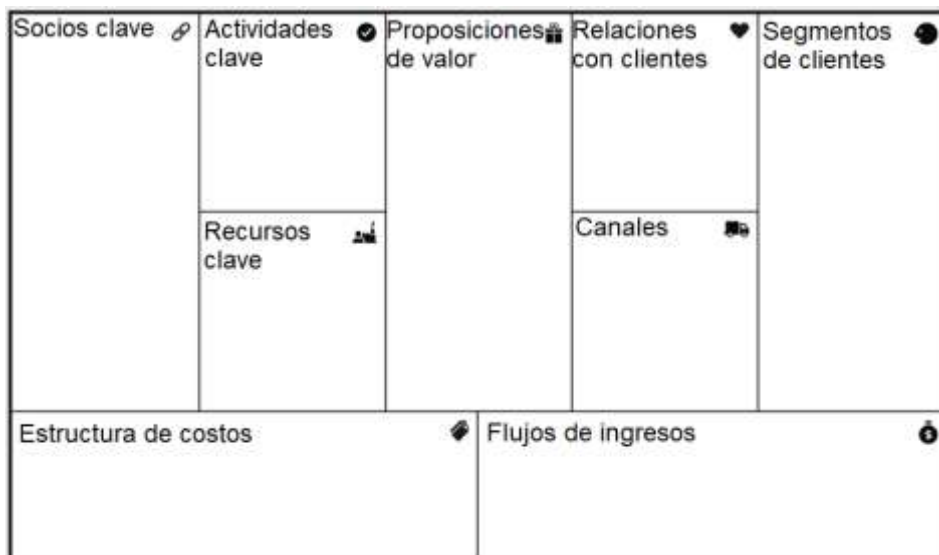 Socios clave
Actividades
clave
Proposiciones
de valor
Relaciones
con clientes
Segmentos
de clientes
Recursos
clave
Canales
Estructura de costos
Flujos de ingresos